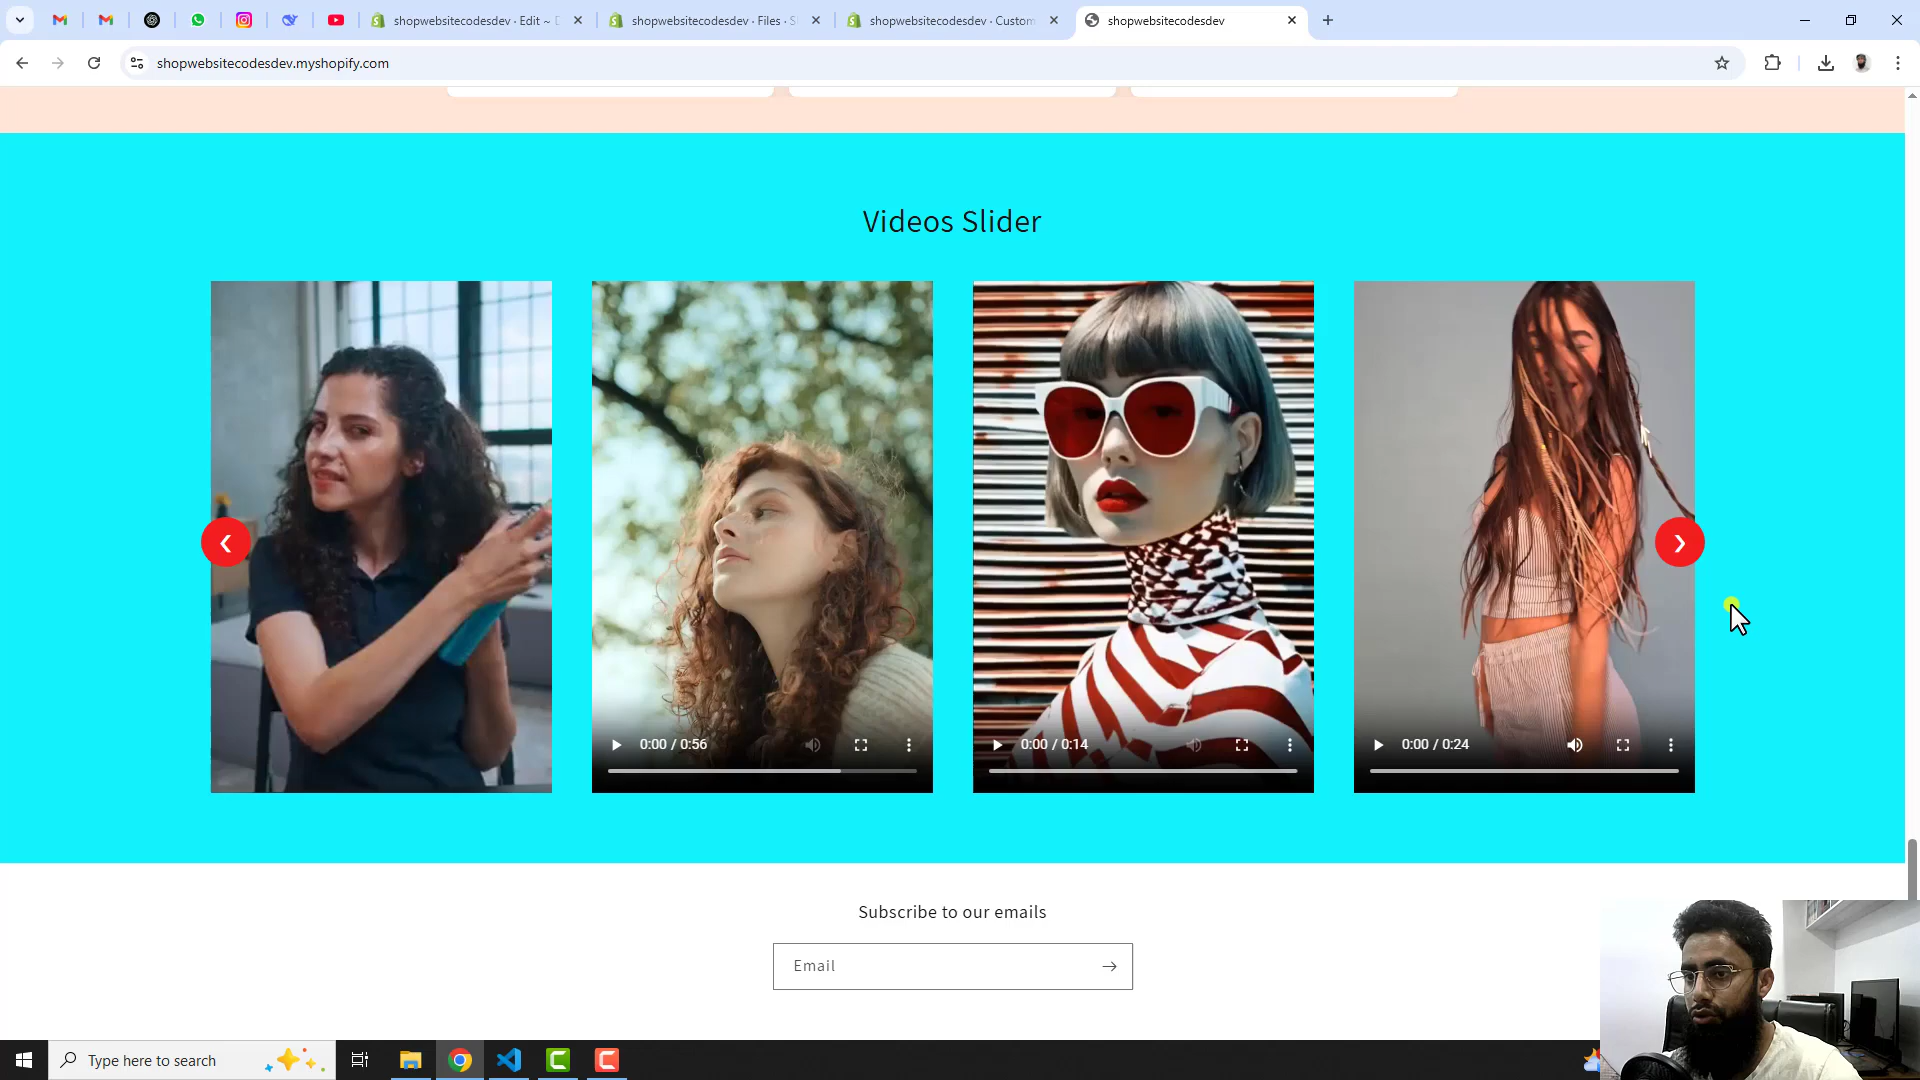 shopwebsitecodesdev · Edit ~
shopwebsitecodesdev · Files · S
shopwebsitecodesdev · Custom
shopwebsitecodesdev
shopwebsitecodesdev.myshopify.com
Videos Slider
0:00 / 0:56
0:00 / 0:14
0:00 / 0:24
Subscribe to our emails
Email
Type here to search